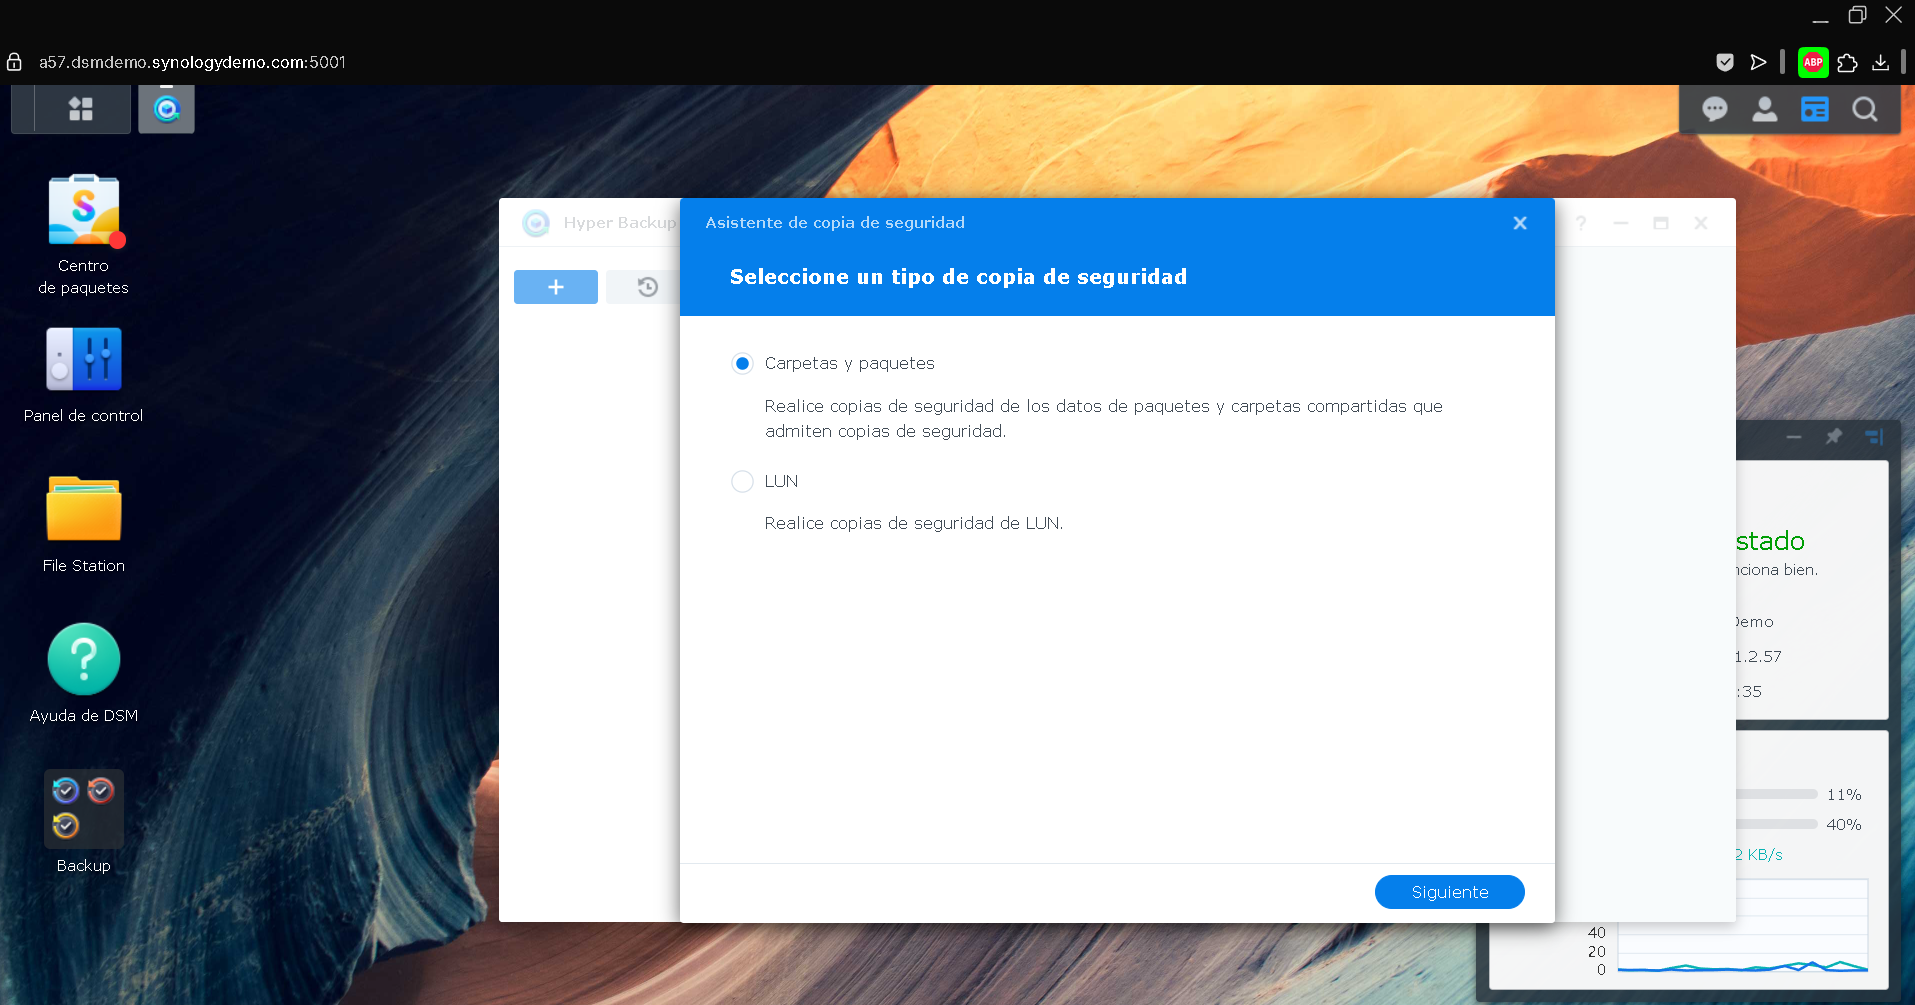 a57.dsmdemo.synologydemo.com:5001
ABP
Centro
de paquetes
Panel de control
File Station
Ayuda de DSM
Backup
Hyper Backup
?
Asistente de copia de seguridad
Seleccione un tipo de copia de seguridad
Carpetas y paquetes
Realice copias de seguridad de los datos de paquetes y carpetas compartidas que
admiten copias de seguridad.
LUN
Realice copias de seguridad de LUN.
Siguiente
stado
nciona bien.
Demo
1.2.57
:35
11%
40%
2 KB/s
40
20
0